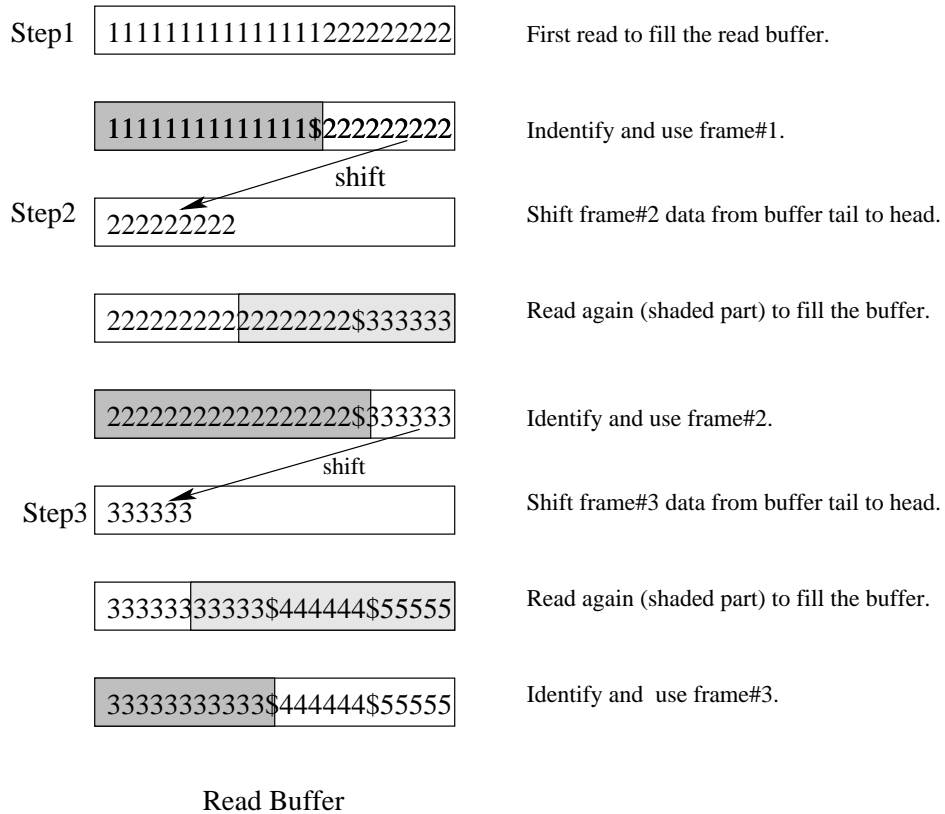 Step1 111111111111111222222222 First read to fill the read buffer.
11111111111111$222222222 Indentify and use frame#1.
shift
Step2 222222222 Shift frame#2 data from buffer tail to head.
22222222222222222$333333 Read again (shaded part) to fill the buffer.
22222222222222222$333333 Identify and use frame#2.
shift
Step3 333333 Shift frame#3 data from buffer tail to head.
33333333333$444444$55555 Read again (shaded part) to fill the buffer.
33333333333$444444$55555 Identify and use frame#3.
Read Buffer